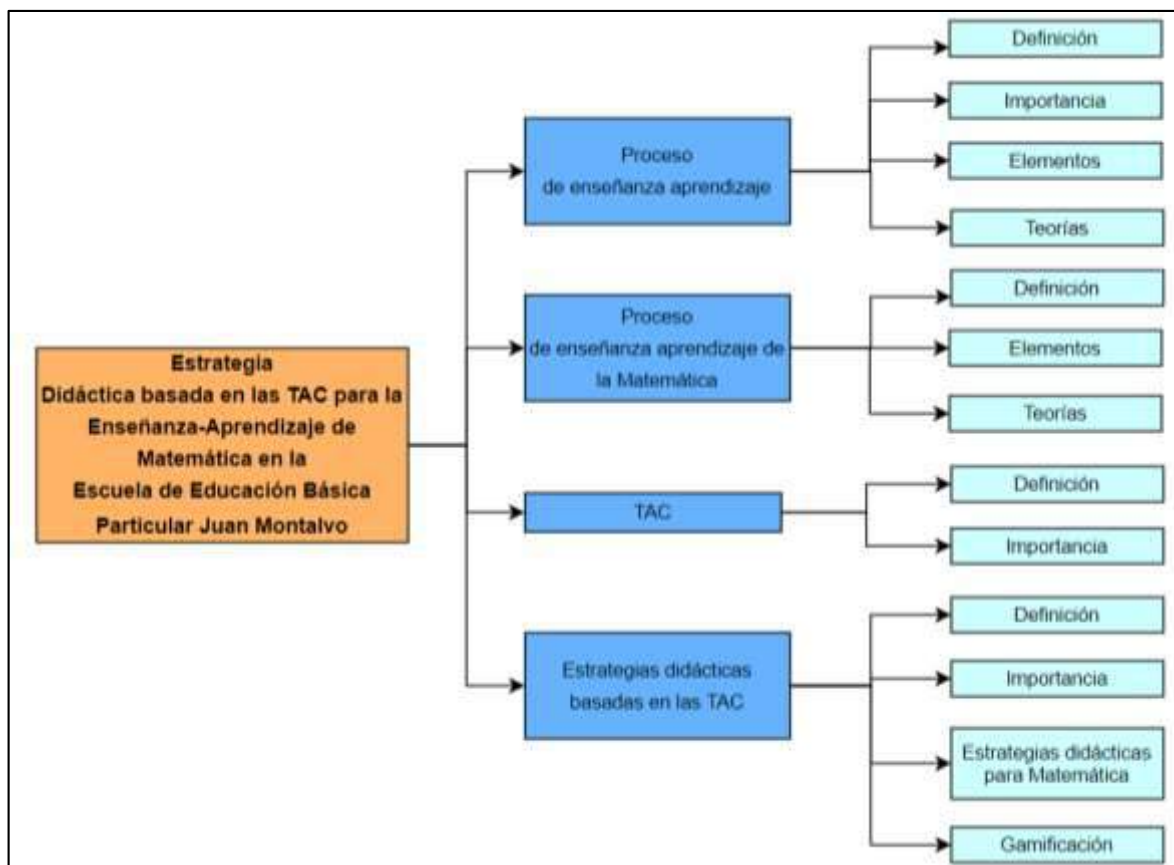 Estrategia
Didáctica basada en las TAC para la
Enseñanza-Aprendizaje de
Matemática en la
Escuela de Educación Básica
Particular Juan Montalvo
Proceso
de enseñanza aprendizaje
Definición
Importancia
Elementos
Teorías
Proceso
de enseñanza aprendizaje de
la Matemática
Definición
Elementos
Teorías
TAC
Definición
Importancia
Estrategias didácticas
basadas en las TAC
Definición
Importancia
Estrategias didácticas
para Matemática
Gamificación